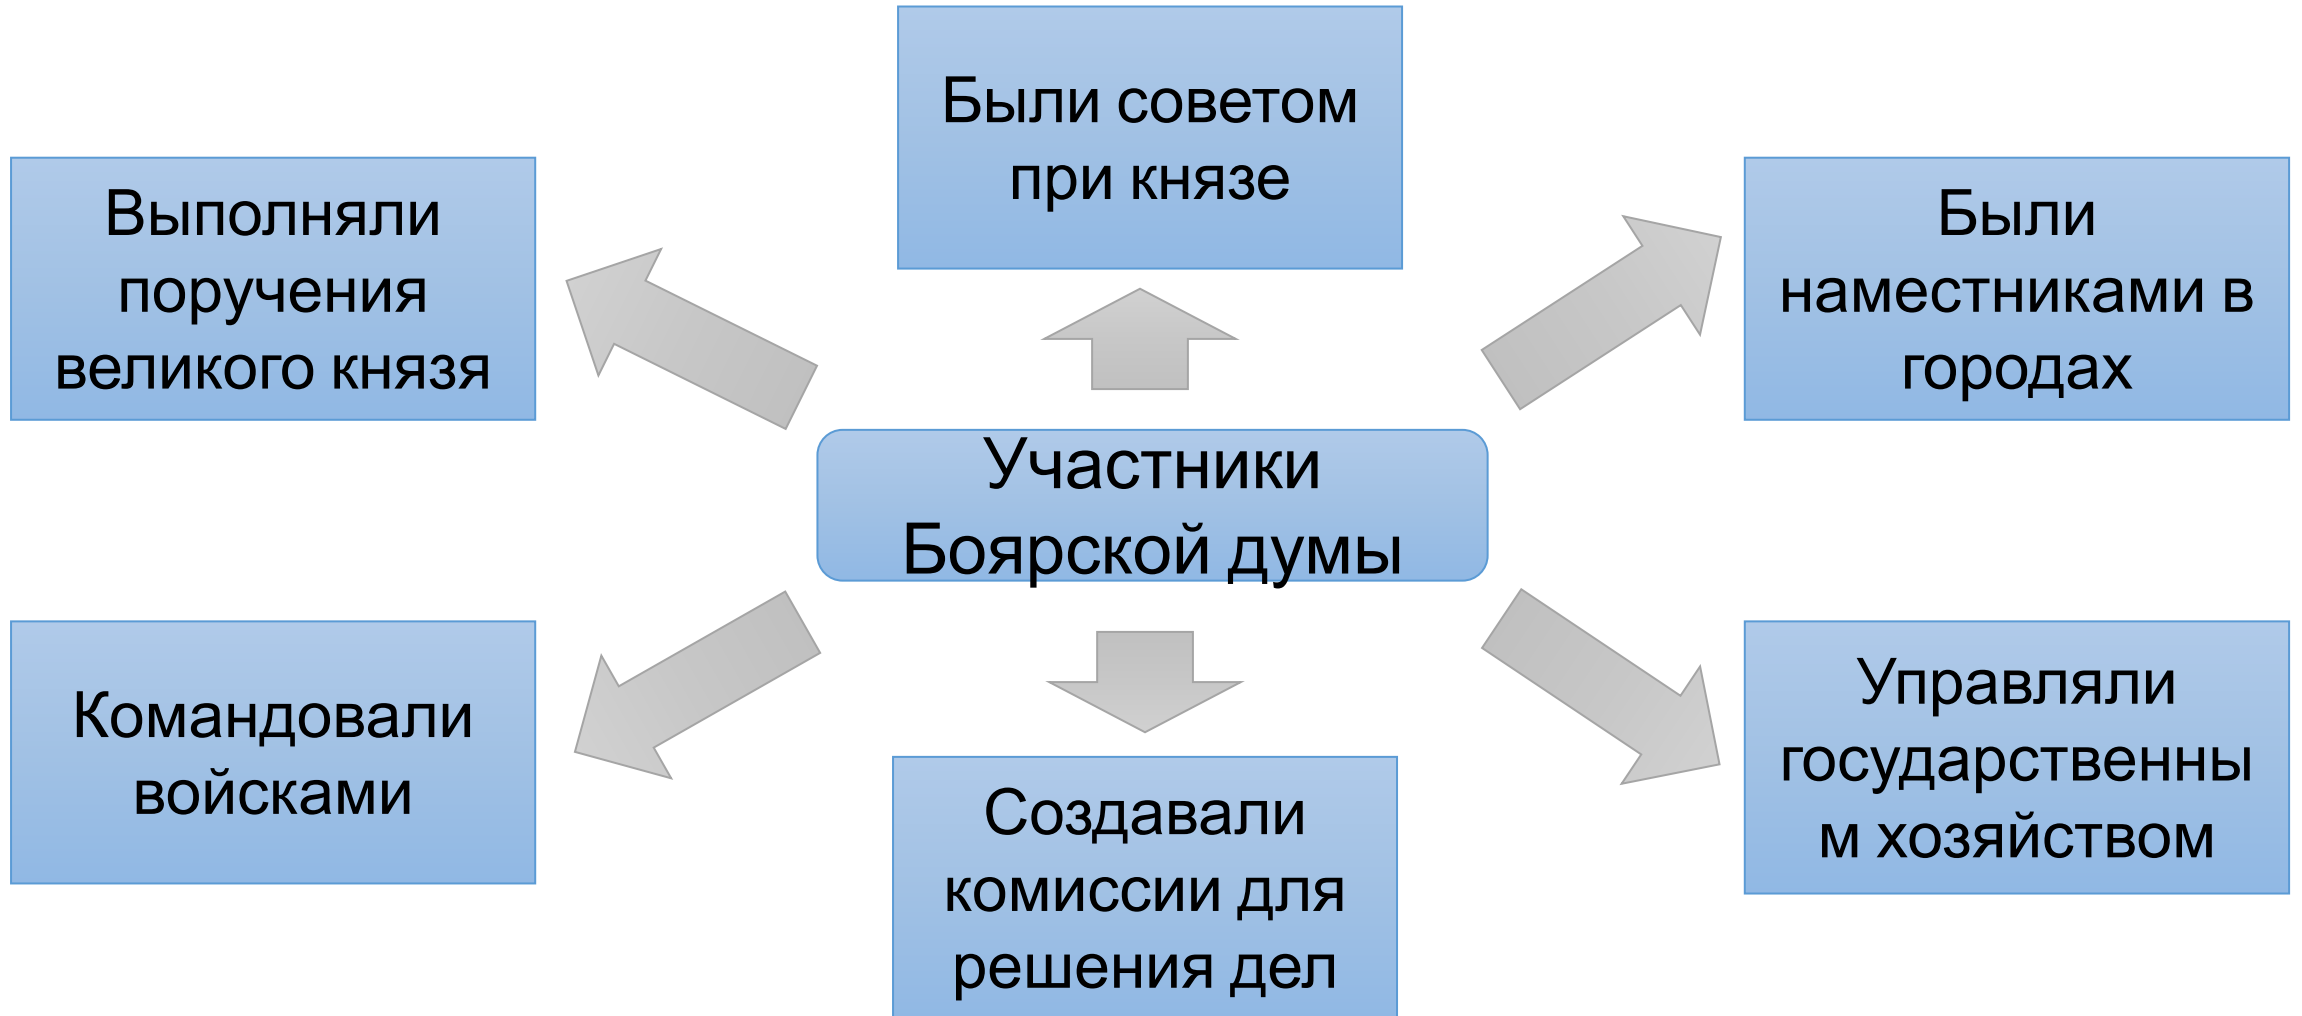 Были советом
при князе
Выполняли
поручения
великого князя
Были
наместниками в
городах
Участники
Боярской думы
Командовали
войсками
Создавали
комиссии для
решения дел
Управляли
государственны
м хозяйством